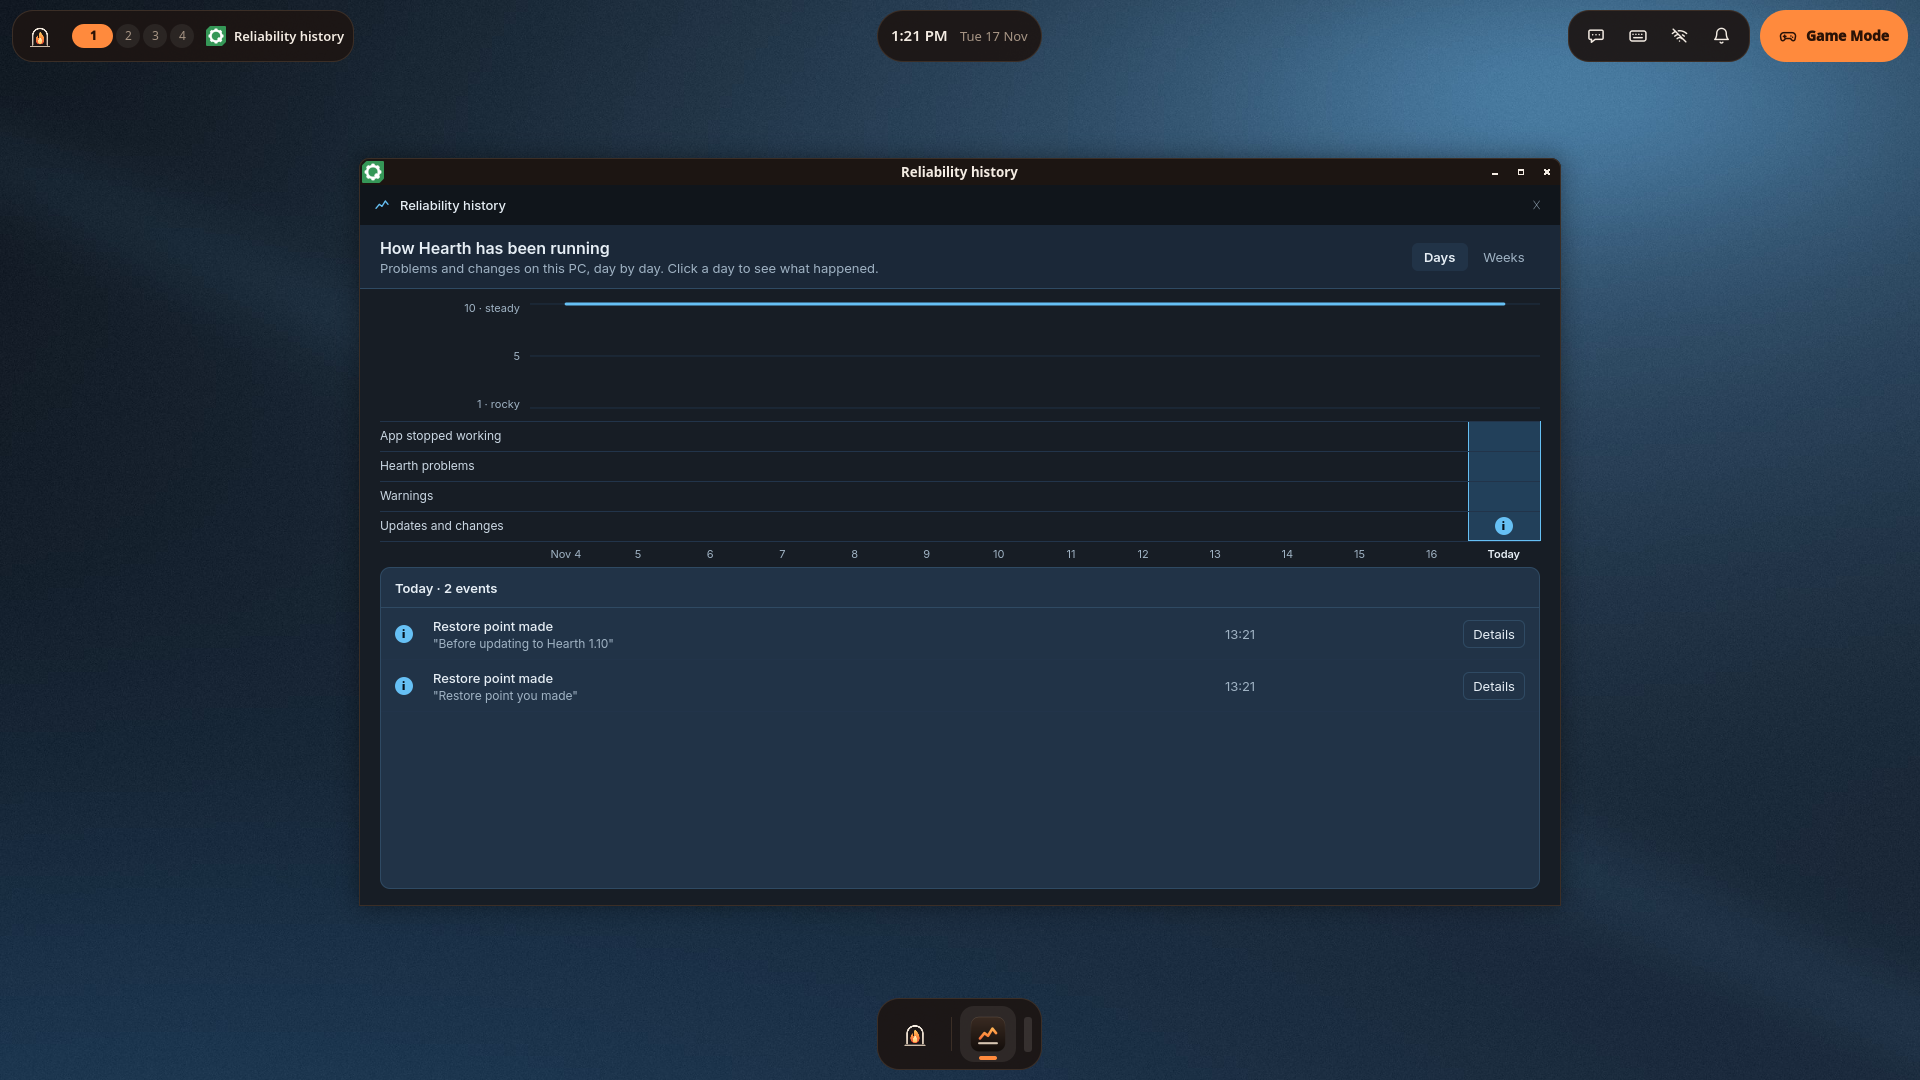 1 2 3 4 Reliability history
1:21 PM Tue 17 Nov
Game Mode
Reliability history
Reliability history
X
How Hearth has been running
Problems and changes on this PC, day by day. Click a day to see what happened.
Days Weeks
10 · steady
5
1 · rocky
App stopped working
Hearth problems
Warnings
Updates and changes
Nov 4 5 6 7 8 9 10 11 12 13 14 15 16 Today
Today · 2 events
Restore point made
"Before updating to Hearth 1.10"
13:21
Details
Restore point made
"Restore point you made"
13:21
Details